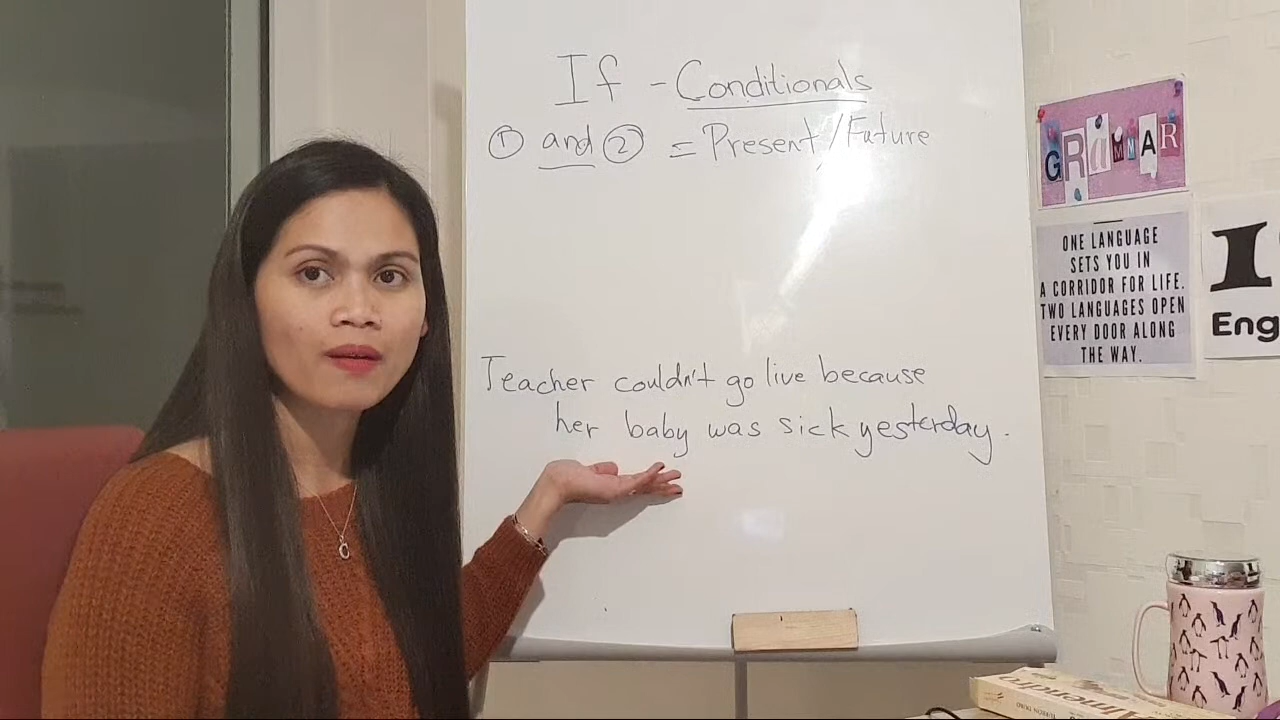 If - Conditionals
① and ② = Present/Future
Teacher couldn't go live because
her baby was sick yesterday.
GRaMMAR
ONE LANGUAGE
SETS YOU IN
A CORRIDOR FOR LIFE.
TWO LANGUAGES OPEN
EVERY DOOR ALONG
THE WAY.
I
Eng